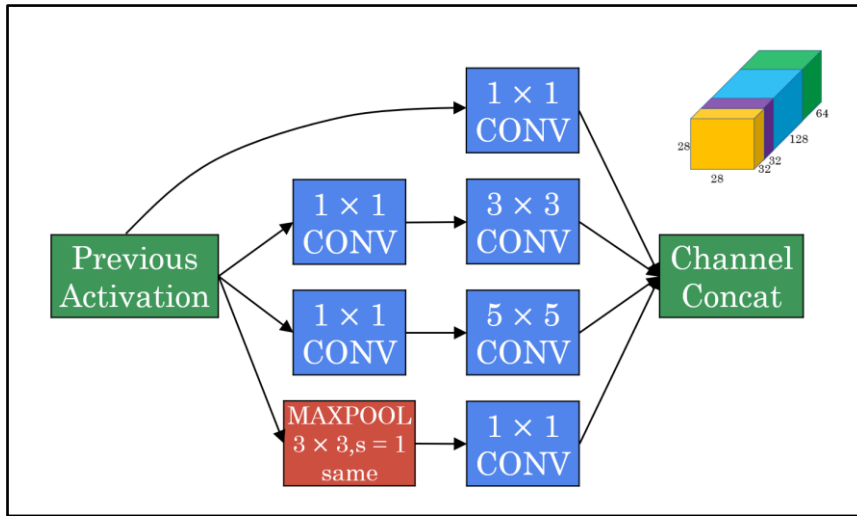 1 × 1
CONV
64
128
32
32
28
28
1 × 1
CONV
3 × 3
CONV
Previous
Activation
Channel
Concat
1 × 1
CONV
5 × 5
CONV
MAXPOOL
3 × 3,s = 1
same
1 × 1
CONV